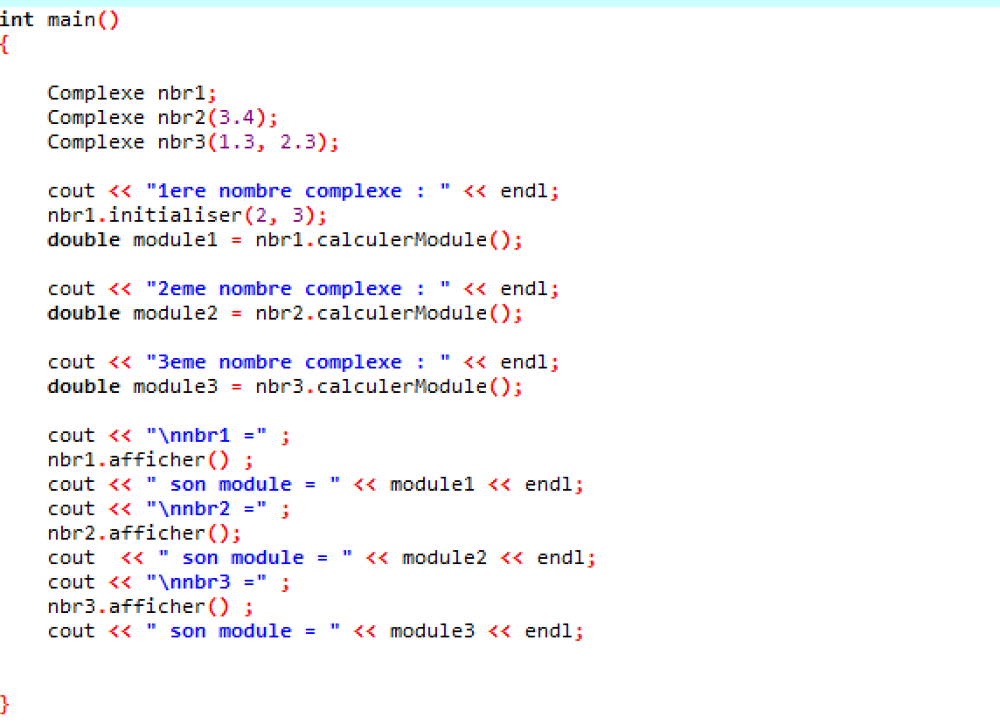 int main()
{
Complexe nbr1;
Complexe nbr2(3.4);
Complexe nbr3(1.3, 2.3);
cout << "1ere nombre complexe : " << endl;
nbr1.initialiser(2, 3);
double module1 = nbr1.calculerModule();
cout << "2eme nombre complexe : " << endl;
double module2 = nbr2.calculerModule();
cout << "3eme nombre complexe : " << endl;
double module3 = nbr3.calculerModule();
cout << "\nnbr1 =" ;
nbr1.afficher() ;
cout << " son module = " << module1 << endl;
cout << "\nnbr2 =" ;
nbr2.afficher();
cout  << " son module = " << module2 << endl;
cout << "\nnbr3 =" ;
nbr3.afficher() ;
cout << " son module = " << module3 << endl;
}